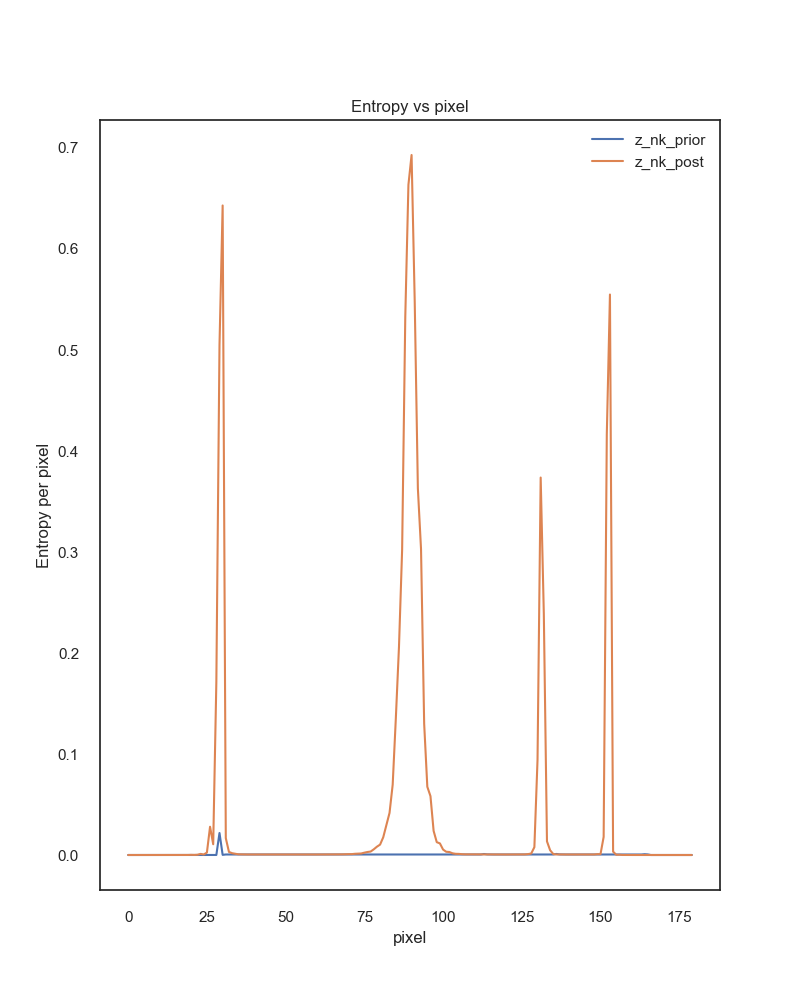 Entropy vs pixel
z_nk_prior
z_nk_post
0.7
0.6
0.5
0.4
0.3
0.2
0.1
0.0
Entropy per pixel
0 25 50 75 100 125 150 175
pixel